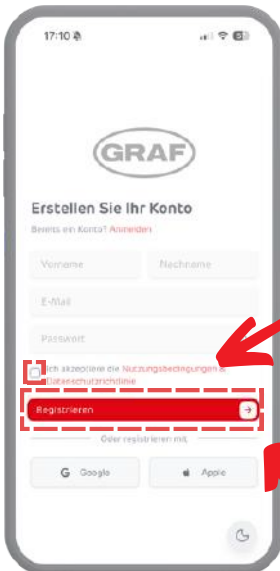 17:10
GRAF
Erstellen Sie Ihr Konto
Bereits ein Konto? Anmelden
Vorname Nachname
E-Mail
Passwort
Ich akzeptiere die Nutzungsbedingungen &
Datenschutzrichtlinie
Registrieren
Oder registrieren mit
Google Apple